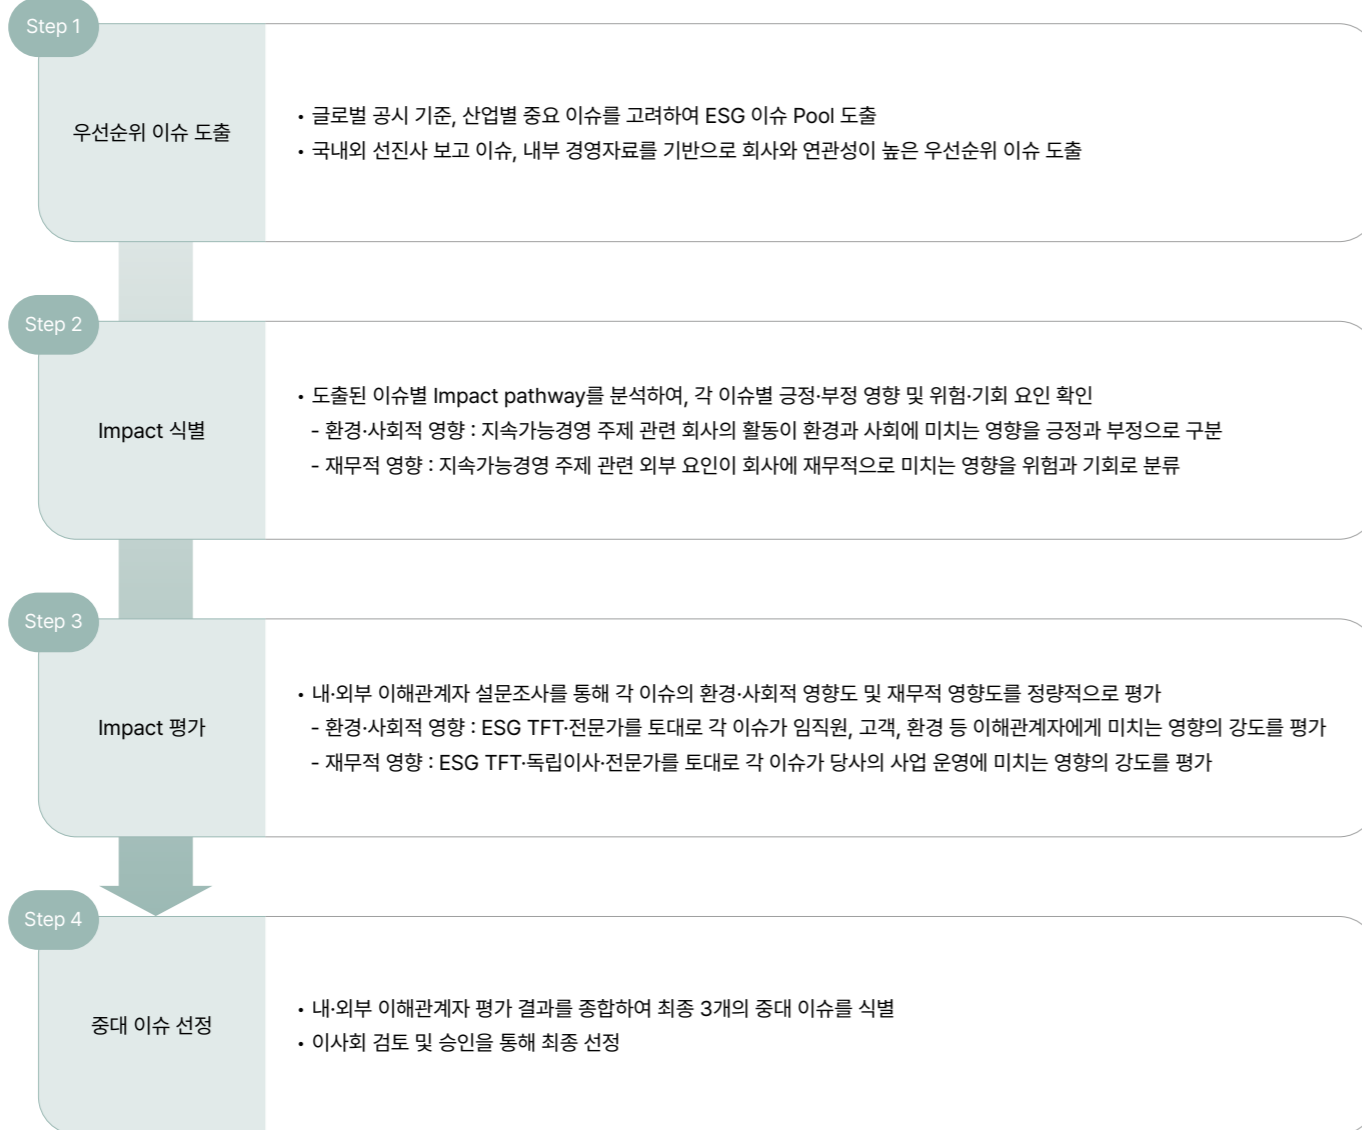 Step 1
우선순위 이슈 도출
• 글로벌 공시 기준, 산업별 중요 이슈를 고려하여 ESG 이슈 Pool 도출
• 국내외 선진사 보고 이슈, 내부 경영자료를 기반으로 회사와 연관성이 높은 우선순위 이슈 도출
Step 2
Impact 식별
• 도출된 이슈별 Impact pathway를 분석하여, 각 이슈별 긍정·부정 영향 및 위험·기회 요인 확인
- 환경·사회적 영향 : 지속가능경영 주제 관련 회사의 활동이 환경과 사회에 미치는 영향을 긍정과 부정으로 구분
- 재무적 영향 : 지속가능경영 주제 관련 외부 요인이 회사에 재무적으로 미치는 영향을 위험과 기회로 분류
Step 3
Impact 평가
• 내·외부 이해관계자 설문조사를 통해 각 이슈의 환경·사회적 영향도 및 재무적 영향도를 정량적으로 평가
- 환경·사회적 영향 : ESG TFT·전문가를 토대로 각 이슈가 임직원, 고객, 환경 등 이해관계자에게 미치는 영향의 강도를 평가
- 재무적 영향 : ESG TFT·독립이사·전문가를 토대로 각 이슈가 당사의 사업 운영에 미치는 영향의 강도를 평가
Step 4
중대 이슈 선정
• 내·외부 이해관계자 평가 결과를 종합하여 최종 3개의 중대 이슈를 식별
• 이사회 검토 및 승인을 통해 최종 선정